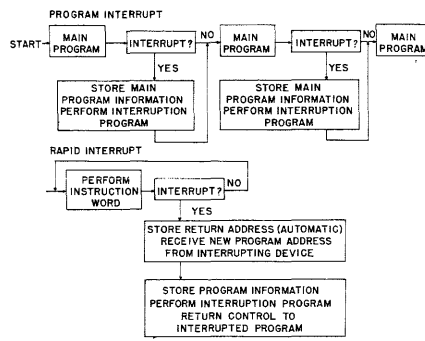 PROGRAM INTERRUPT
START
MAIN
PROGRAM
INTERRUPT?
NO
YES
STORE MAIN
PROGRAM INFORMATION
PERFORM INTERRUPTION
PROGRAM
MAIN
PROGRAM
INTERRUPT?
NO
YES
STORE MAIN
PROGRAM INFORMATION
PERFORM INTERRUPTION
PROGRAM
MAIN
PROGRAM
RAPID INTERRUPT
PERFORM
INSTRUCTION
WORD
INTERRUPT?
NO
YES
STORE RETURN ADDRESS (AUTOMATIC)
RECEIVE NEW PROGRAM ADDRESS
FROM INTERRUPTING DEVICE
STORE PROGRAM INFORMATION
PERFORM INTERRUPTION PROGRAM
RETURN CONTROL TO
INTERRUPTED PROGRAM